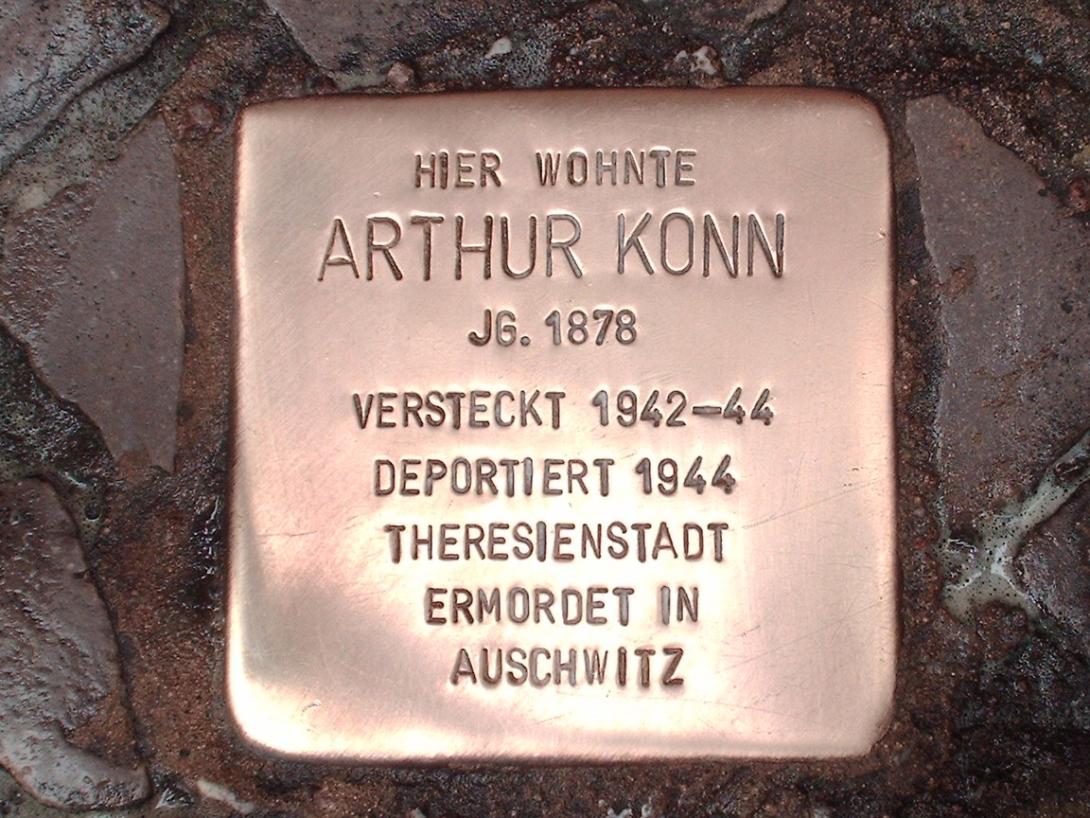 HIER WOHNTE
ARTHUR KONN
JG. 1878
VERSTECKT 1942-44
DEPORTIERT 1944
THERESIENSTADT
ERMORDET IN
AUSCHWITZ